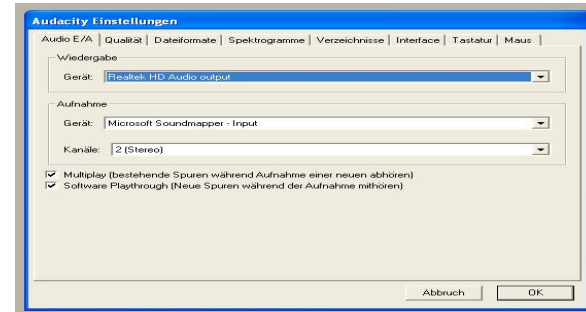 Audacity Einstellungen
Audio E/A | Qualität | Dateiformate | Spektrogramme | Verzeichnisse | Interface | Tastatur | Maus |
Wiedergabe
Gerät: Realtek HD Audio output
Aufnahme
Gerät: Microsoft Soundmapper - Input
Kanäle: 2 (Stereo)
Multiplay (bestehende Spuren während Aufnahme einer neuen abhören)
Software Playthrough (Neue Spuren während der Aufnahme mithören)
Abbruch OK